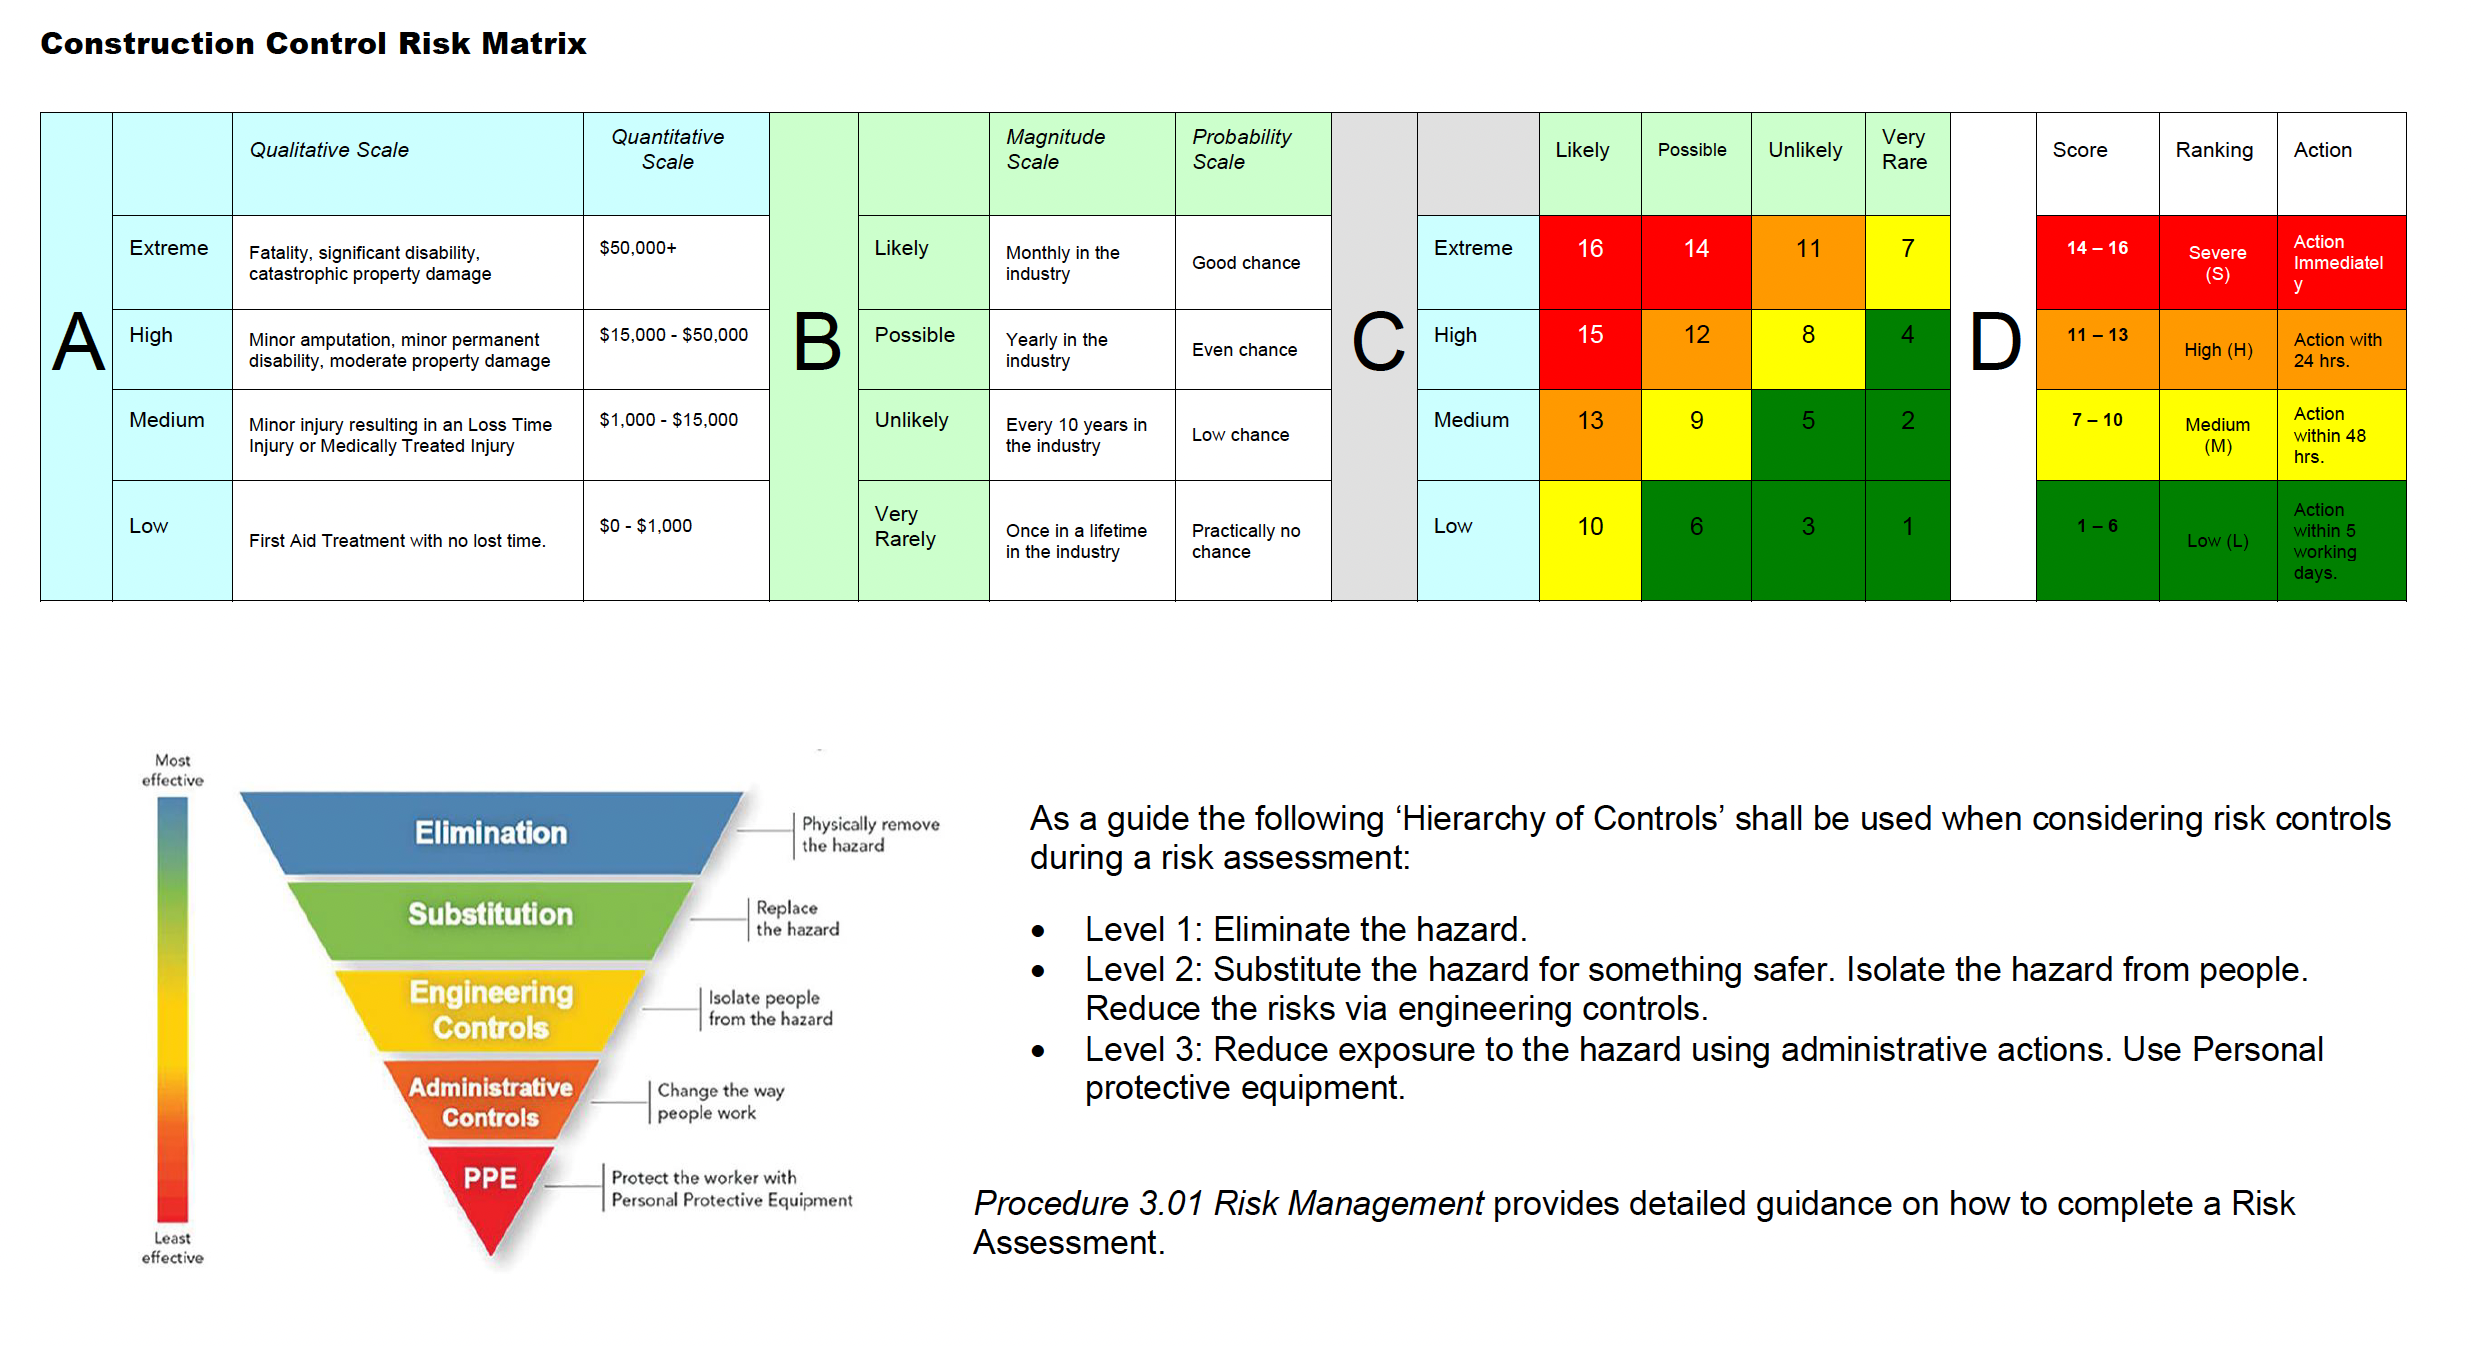 Construction Control Risk Matrix
A
Qualitative Scale
Quantitative
Scale
Extreme
Fatality, significant disability,
catastrophic property damage
$50,000+
High
Minor amputation, minor permanent
disability, moderate property damage
$15,000 - $50,000
Medium
Minor injury resulting in an Loss Time
Injury or Medically Treated Injury
$1,000 - $15,000
Low
First Aid Treatment with no lost time.
$0 - $1,000
B
Magnitude
Scale
Probability
Scale
Likely
Monthly in the
industry
Good chance
Possible
Yearly in the
industry
Even chance
Unlikely
Every 10 years in
the industry
Low chance
Very
Rarely
Once in a lifetime
in the industry
Practically no
chance
C
Likely
Possible
Unlikely
Very
Rare
Extreme
16
14
11
7
High
15
12
8
4
Medium
13
9
5
2
Low
10
6
3
1
D
Score
Ranking
Action
14 – 16
Severe
(S)
Action
Immediatel
y
11 – 13
High (H)
Action with
24 hrs.
7 – 10
Medium
(M)
Action
within 48
hrs.
1 – 6
Low (L)
Action
within 5
working
days.
Most
effective
Elimination
Physically remove
the hazard
Substitution
Replace
the hazard
Engineering
Controls
Isolate people
from the hazard
Administrative
Controls
Change the way
people work
PPE
Protect the worker with
Personal Protective Equipment
Least
effective
As a guide the following ‘Hierarchy of Controls’ shall be used when considering risk controls
during a risk assessment:
• Level 1: Eliminate the hazard.
• Level 2: Substitute the hazard for something safer. Isolate the hazard from people.
Reduce the risks via engineering controls.
• Level 3: Reduce exposure to the hazard using administrative actions. Use Personal
protective equipment.
Procedure 3.01 Risk Management provides detailed guidance on how to complete a Risk
Assessment.